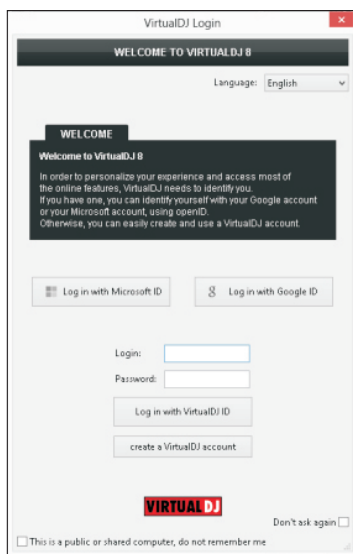 VirtualDJ Login
WELCOME TO VIRTUALDJ 8
Language: English
WELCOME
Welcome to VirtualDJ 8
In order to personalize your experience and access most of
the online features, VirtualDJ needs to identify you.
If you have one, you can identify yourself with your Google account
or your Microsoft account, using openID.
Otherwise, you can easily create and use a VirtualDJ account.
Log in with Microsoft ID
g Log in with Google ID
Login:
Password:
Log in with VirtualDJ ID
create a VirtualDJ account
VIRTUAL DJ
Don't ask again
This is a public or shared computer, do not remember me